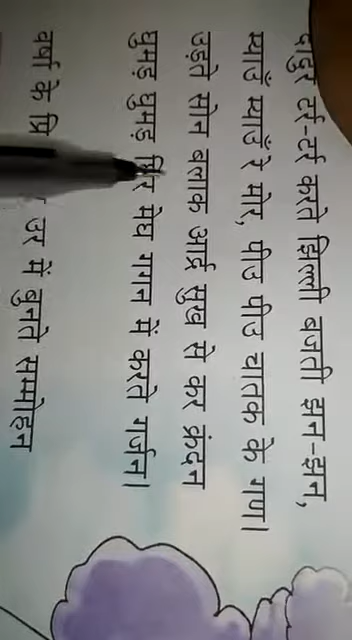 दादुर टर्र-टर्र करते झिल्ली बजती झन-झन,
म्याउँ म्याउँ रे मोर, पीउ पीउ चातक के गण।
उड़ते सोन बलाक आर्द्र सुख से कर क्रंदन
घुमड़ घुमड़ घिर मेघ गगन में करते गर्जन।
वर्षा के उर में बुनते सम्मोहन